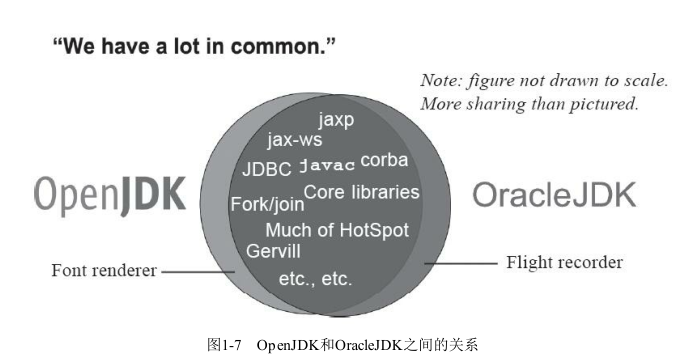 “We have a lot in common.”
Note: figure not drawn to scale.
More sharing than pictured.
jaxp
jax-ws
JDBC javac corba
OpenJDK
Core libraries
OracleJDK
Fork/join
Much of HotSpot
Gervill
Font renderer
Flight recorder
etc., etc.
图1-7 OpenJDK和OracleJDK之间的关系